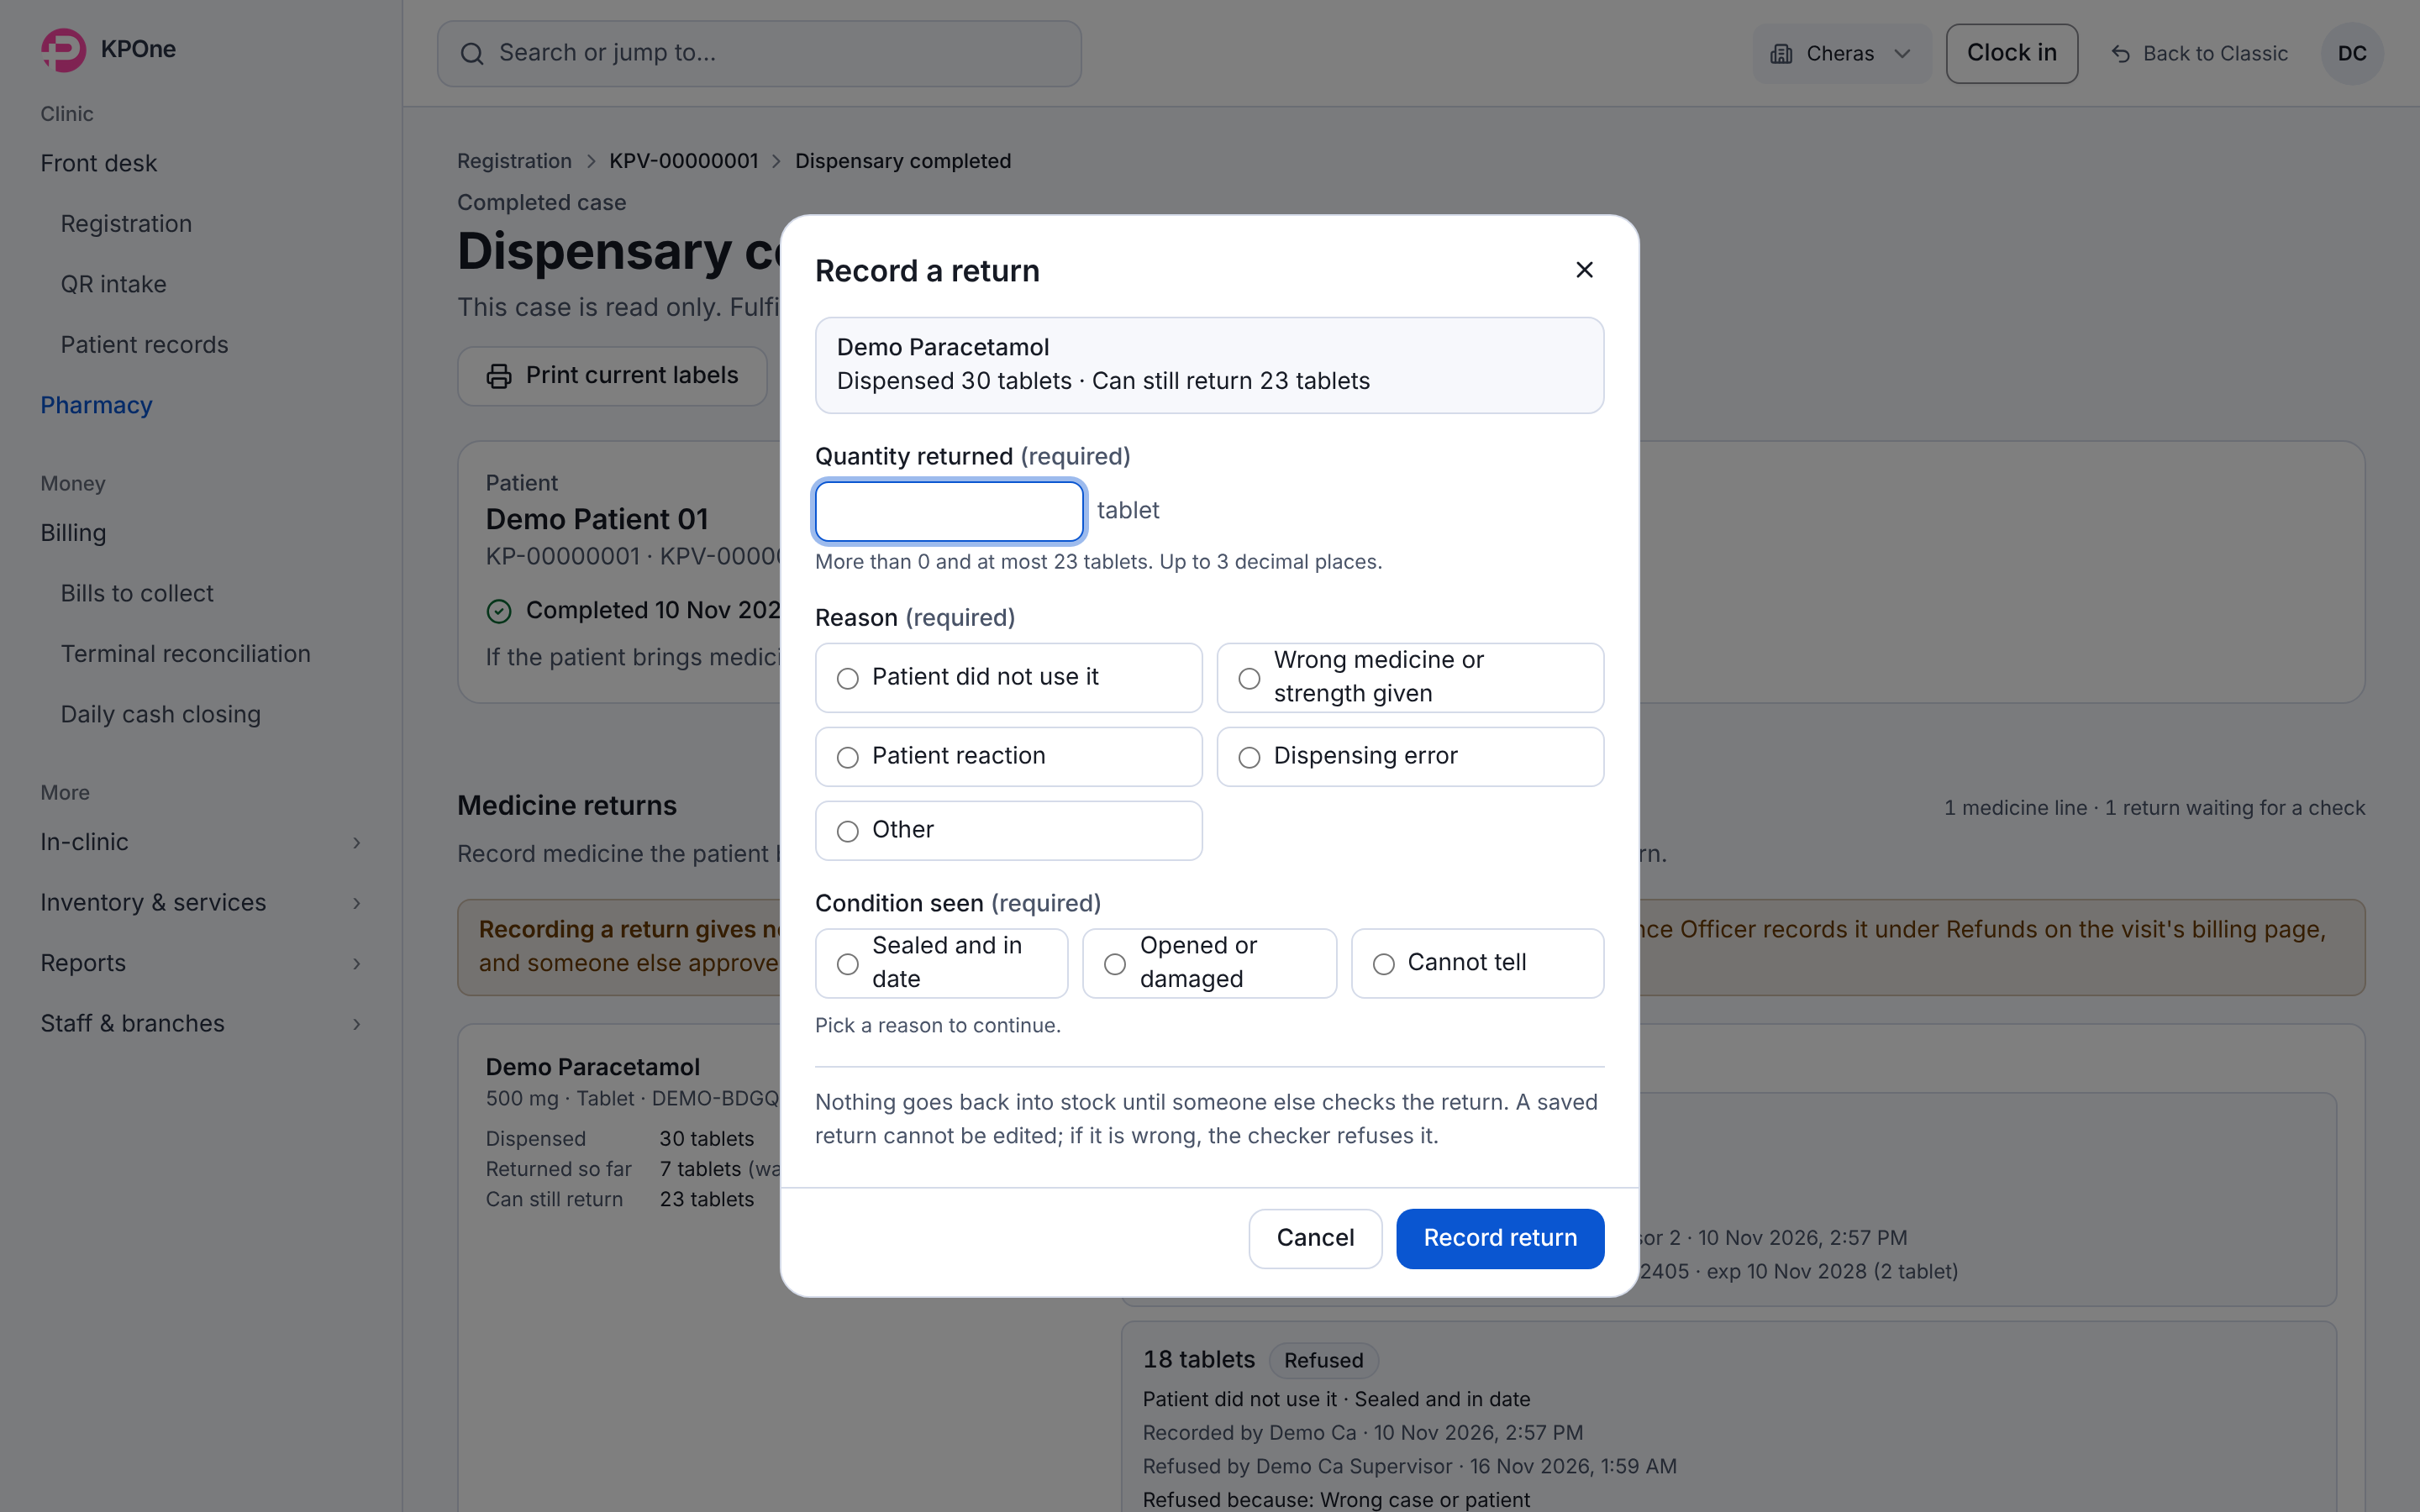 KPOne
Search or jump to...
Cheras
Clock in
Back to Classic
DC
Clinic
Front desk
Registration
QR intake
Patient records
Pharmacy
Money
Billing
Bills to collect
Terminal reconciliation
Daily cash closing
More
In-clinic
Inventory & services
Reports
Staff & branches
Registration > KPV-00000001 > Dispensary completed
Completed case
Dispensary
This case is read only.
Print current labels
Patient
Demo Patient 01
KP-00000001 ·
Completed 10 Nov
If the patient brings
Medicine returns
1 medicine line · 1 return waiting for a check
Record medicine the patient
Recording a return gives
Officer records it under Refunds on the visit's billing page,
and someone else
Demo Paracetamol
500 mg · Tablet ·
Dispensed 30 tablets
Returned so far 7 tablets
Can still return 23 tablets
2 · 10 Nov 2026, 2:57 PM
2405 · exp 10 Nov 2028 (2 tablet)
18 tablets Refused
Patient did not use it · Sealed and in date
Recorded by Demo Ca · 10 Nov 2026, 2:57 PM
Refused by Demo Ca Supervisor · 16 Nov 2026, 1:59 AM
Refused because: Wrong case or patient
Record a return
Demo Paracetamol
Dispensed 30 tablets · Can still return 23 tablets
Quantity returned (required)
tablet
More than 0 and at most 23 tablets. Up to 3 decimal places.
Reason (required)
Patient did not use it
Wrong medicine or
strength given
Patient reaction
Dispensing error
Other
Condition seen (required)
Sealed and in
date
Opened or
damaged
Cannot tell
Pick a reason to continue.
Nothing goes back into stock until someone else checks the return. A saved
return cannot be edited; if it is wrong, the checker refuses it.
Cancel
Record return